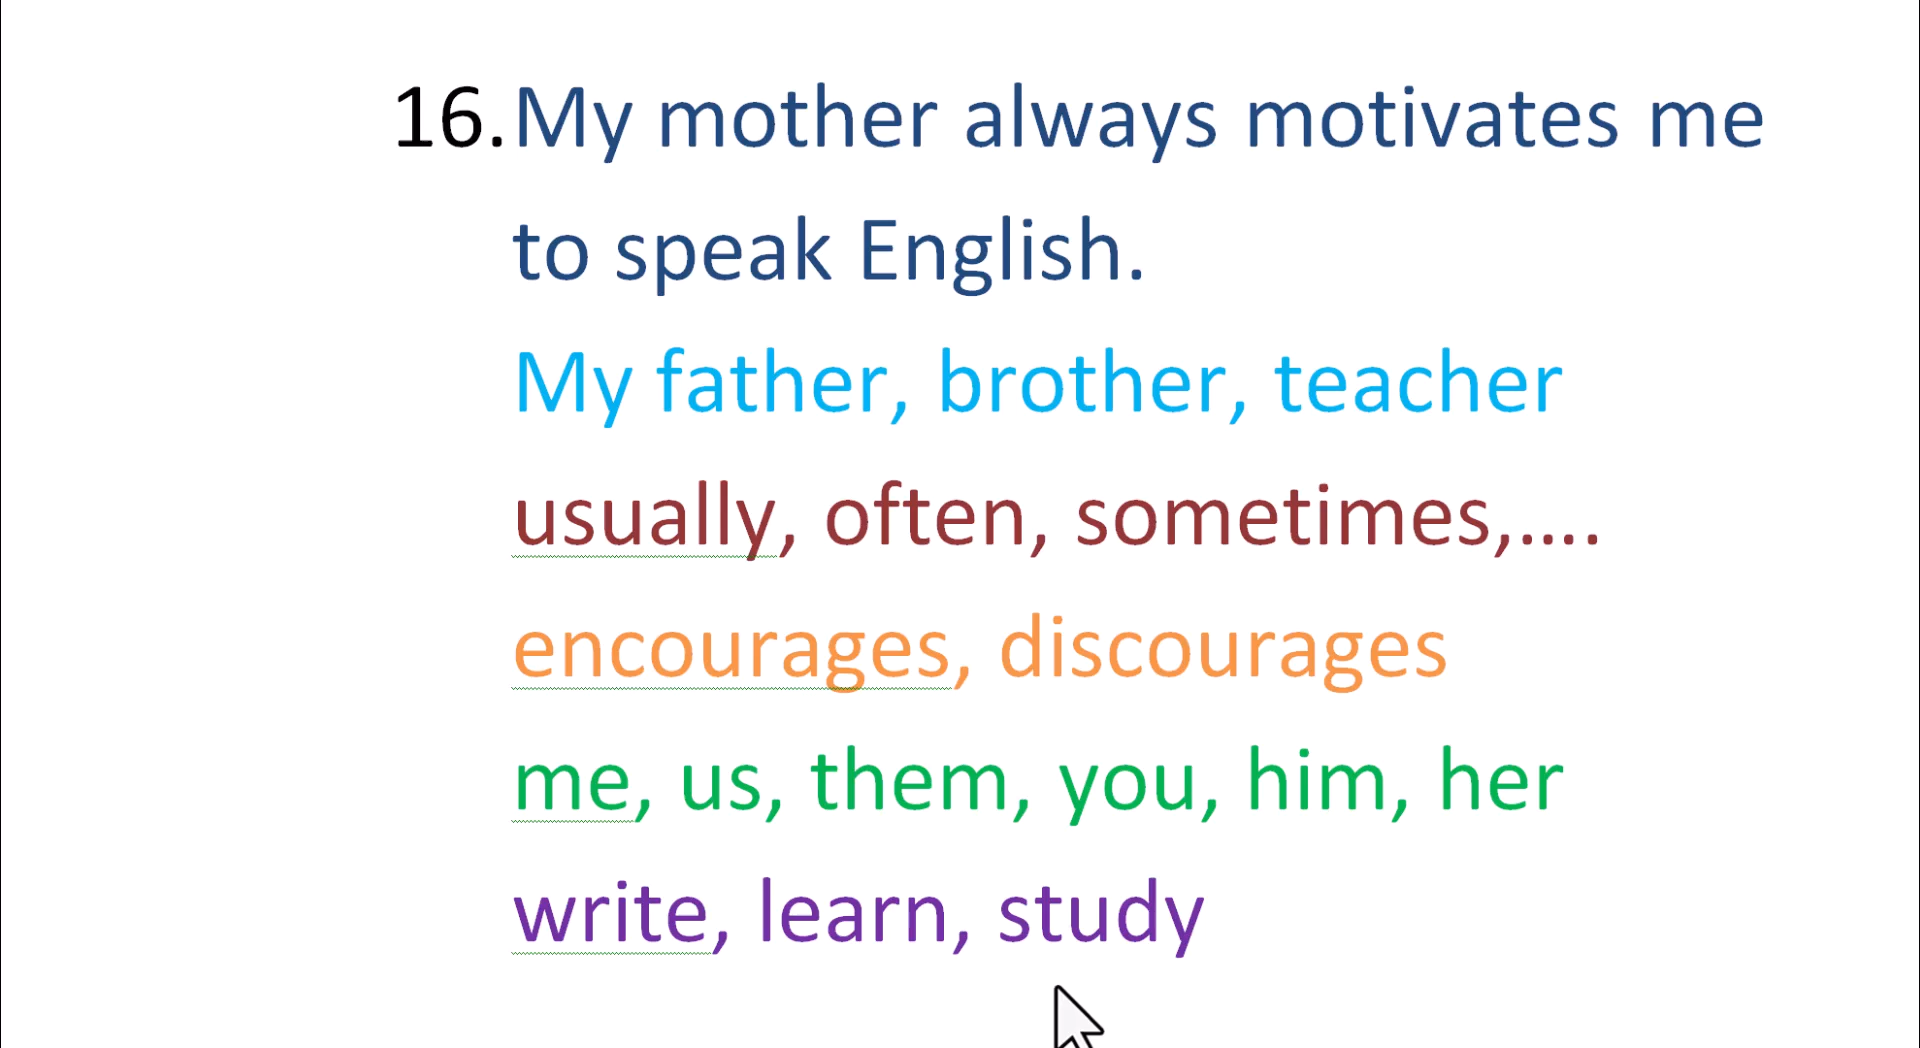 16. My mother always motivates me
to speak English.
My father, brother, teacher
usually, often, sometimes,....
encourages, discourages
me, us, them, you, him, her
write, learn, study